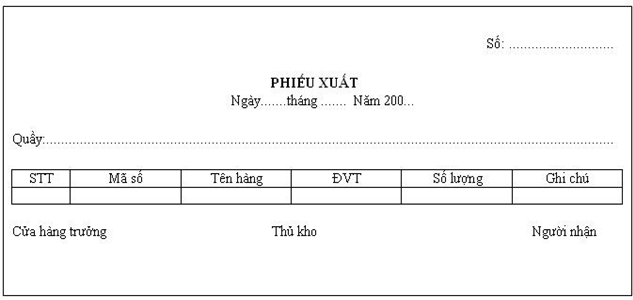 Số: ............................
PHIẾU XUẤT
Ngày.......tháng ....... Năm 200...
Quầy:..............................................................................................................................................................
STT Mã số Tên hàng ĐVT Số lượng Ghi chú
Cửa hàng trưởng Thủ kho Người nhận